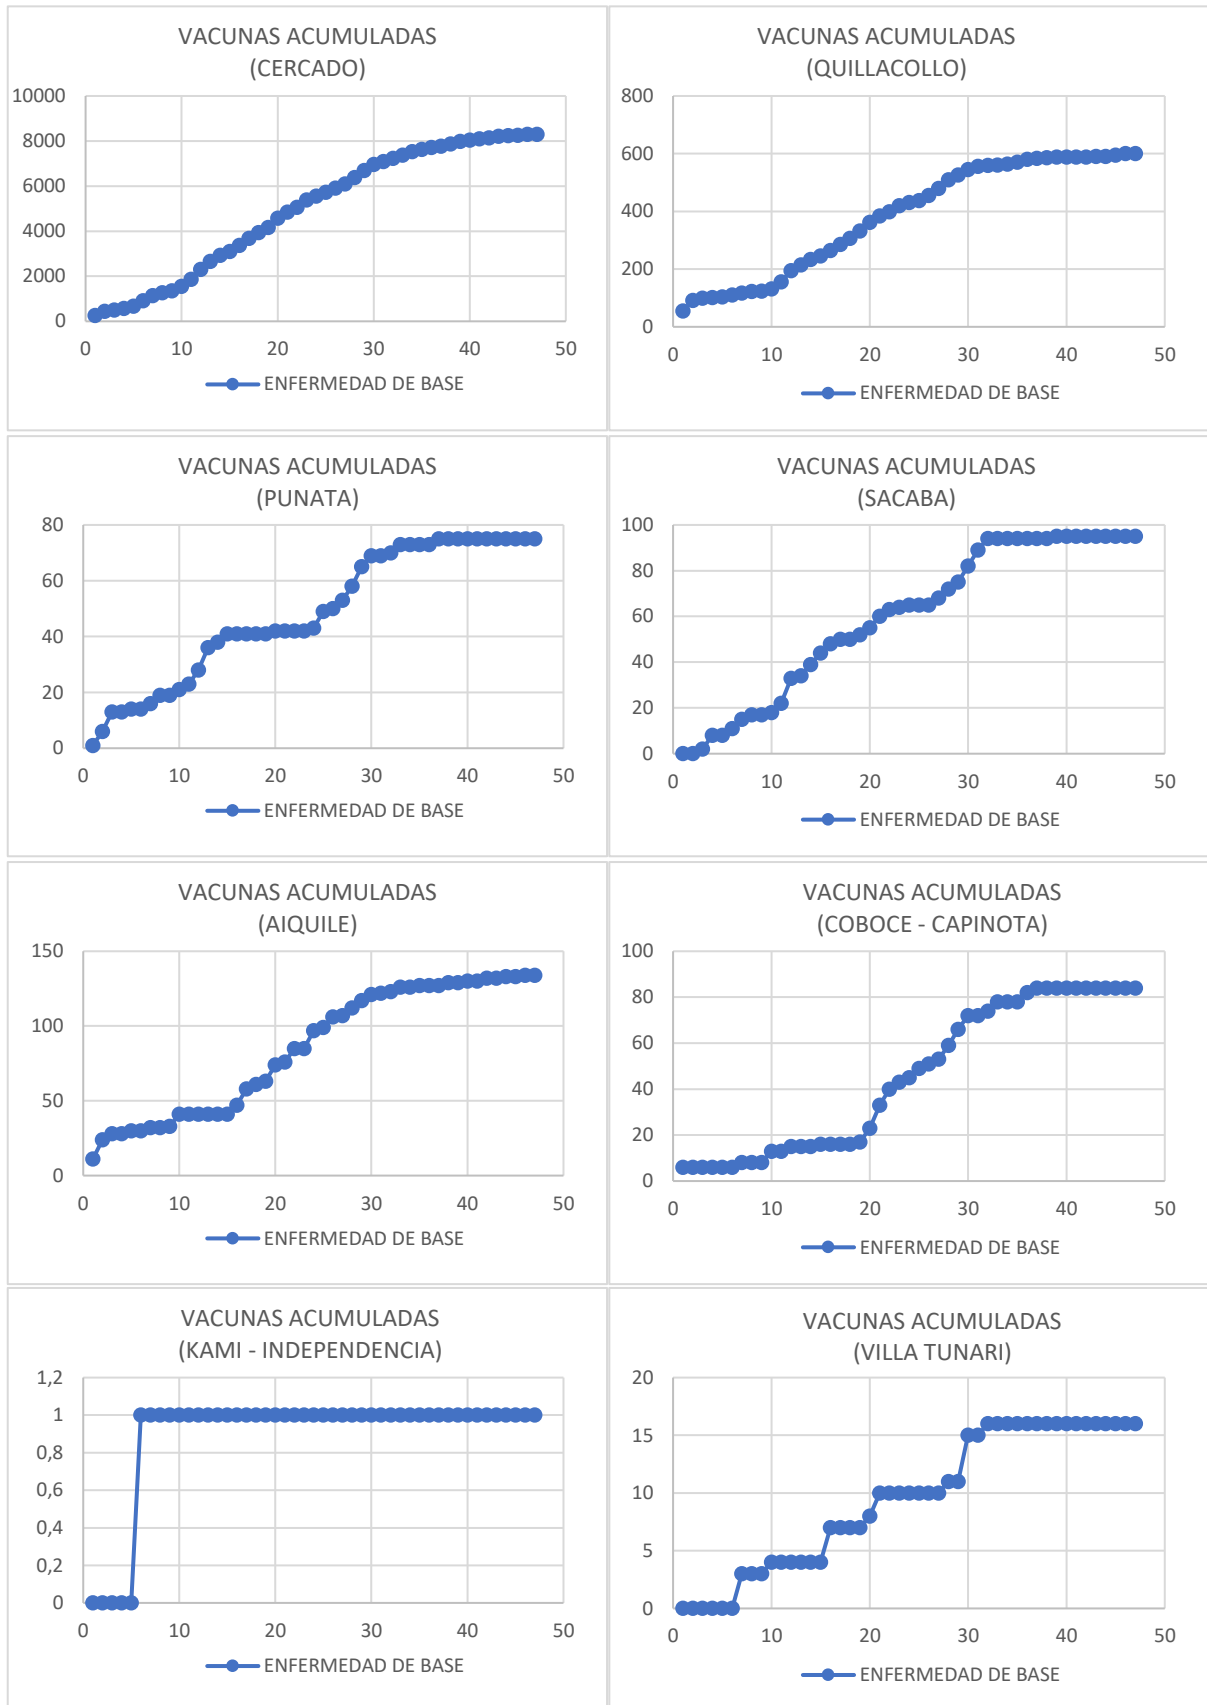 VACUNAS ACUMULADAS
(CERCADO)
10000
8000
6000
4000
2000
0
0 10 20 30 40 50
ENFERMEDAD DE BASE
VACUNAS ACUMULADAS
(QUILLACOLLO)
800
600
400
200
0
0 10 20 30 40 50
ENFERMEDAD DE BASE
VACUNAS ACUMULADAS
(PUNATA)
80
60
40
20
0
0 10 20 30 40 50
ENFERMEDAD DE BASE
VACUNAS ACUMULADAS
(SACABA)
100
80
60
40
20
0
0 10 20 30 40 50
ENFERMEDAD DE BASE
VACUNAS ACUMULADAS
(AIQUILE)
150
100
50
0
0 10 20 30 40 50
ENFERMEDAD DE BASE
VACUNAS ACUMULADAS
(COBOCE - CAPINOTA)
100
80
60
40
20
0
0 10 20 30 40 50
ENFERMEDAD DE BASE
VACUNAS ACUMULADAS
(KAMI - INDEPENDENCIA)
1,2
1
0,8
0,6
0,4
0,2
0
0 10 20 30 40 50
ENFERMEDAD DE BASE
VACUNAS ACUMULADAS
(VILLA TUNARI)
20
15
10
5
0
0 10 20 30 40 50
ENFERMEDAD DE BASE